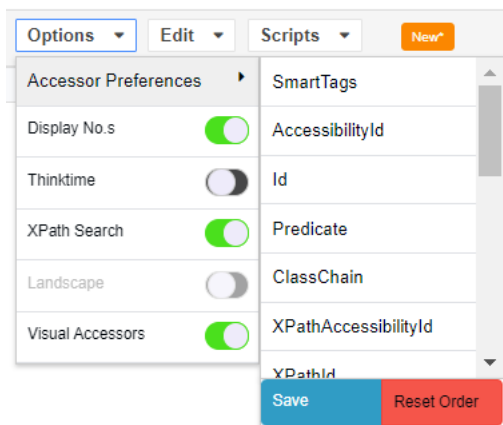 Options Edit Scripts New*
Accessor Preferences
Display No.s
Thinktime
XPath Search
Landscape
Visual Accessors
SmartTags
AccessibilityId
Id
Predicate
ClassChain
XPathAccessibilityId
XPathId
Save Reset Order